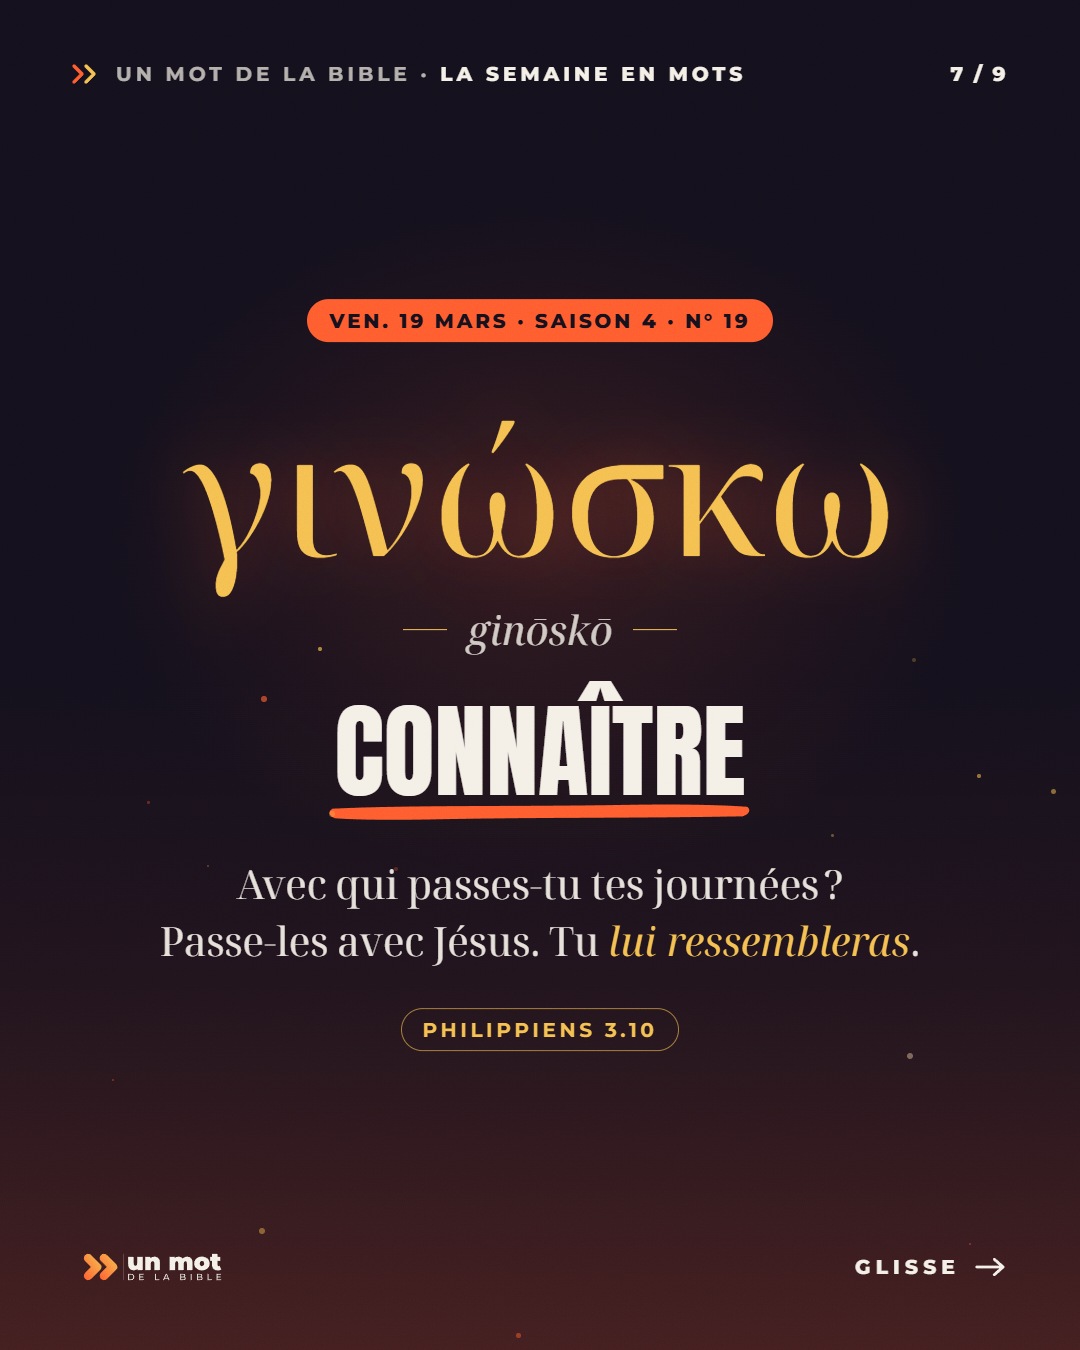 UN MOT DE LA BIBLE · LA SEMAINE EN MOTS
7 / 9
VEN. 19 MARS · SAISON 4 · N° 19
γινώσκω
ginōskō
CONNAÎTRE
Avec qui passes-tu tes journées ?
Passe-les avec Jésus. Tu lui ressembleras.
PHILIPPIENS 3.10
un mot
DE LA BIBLE
GLISSE →